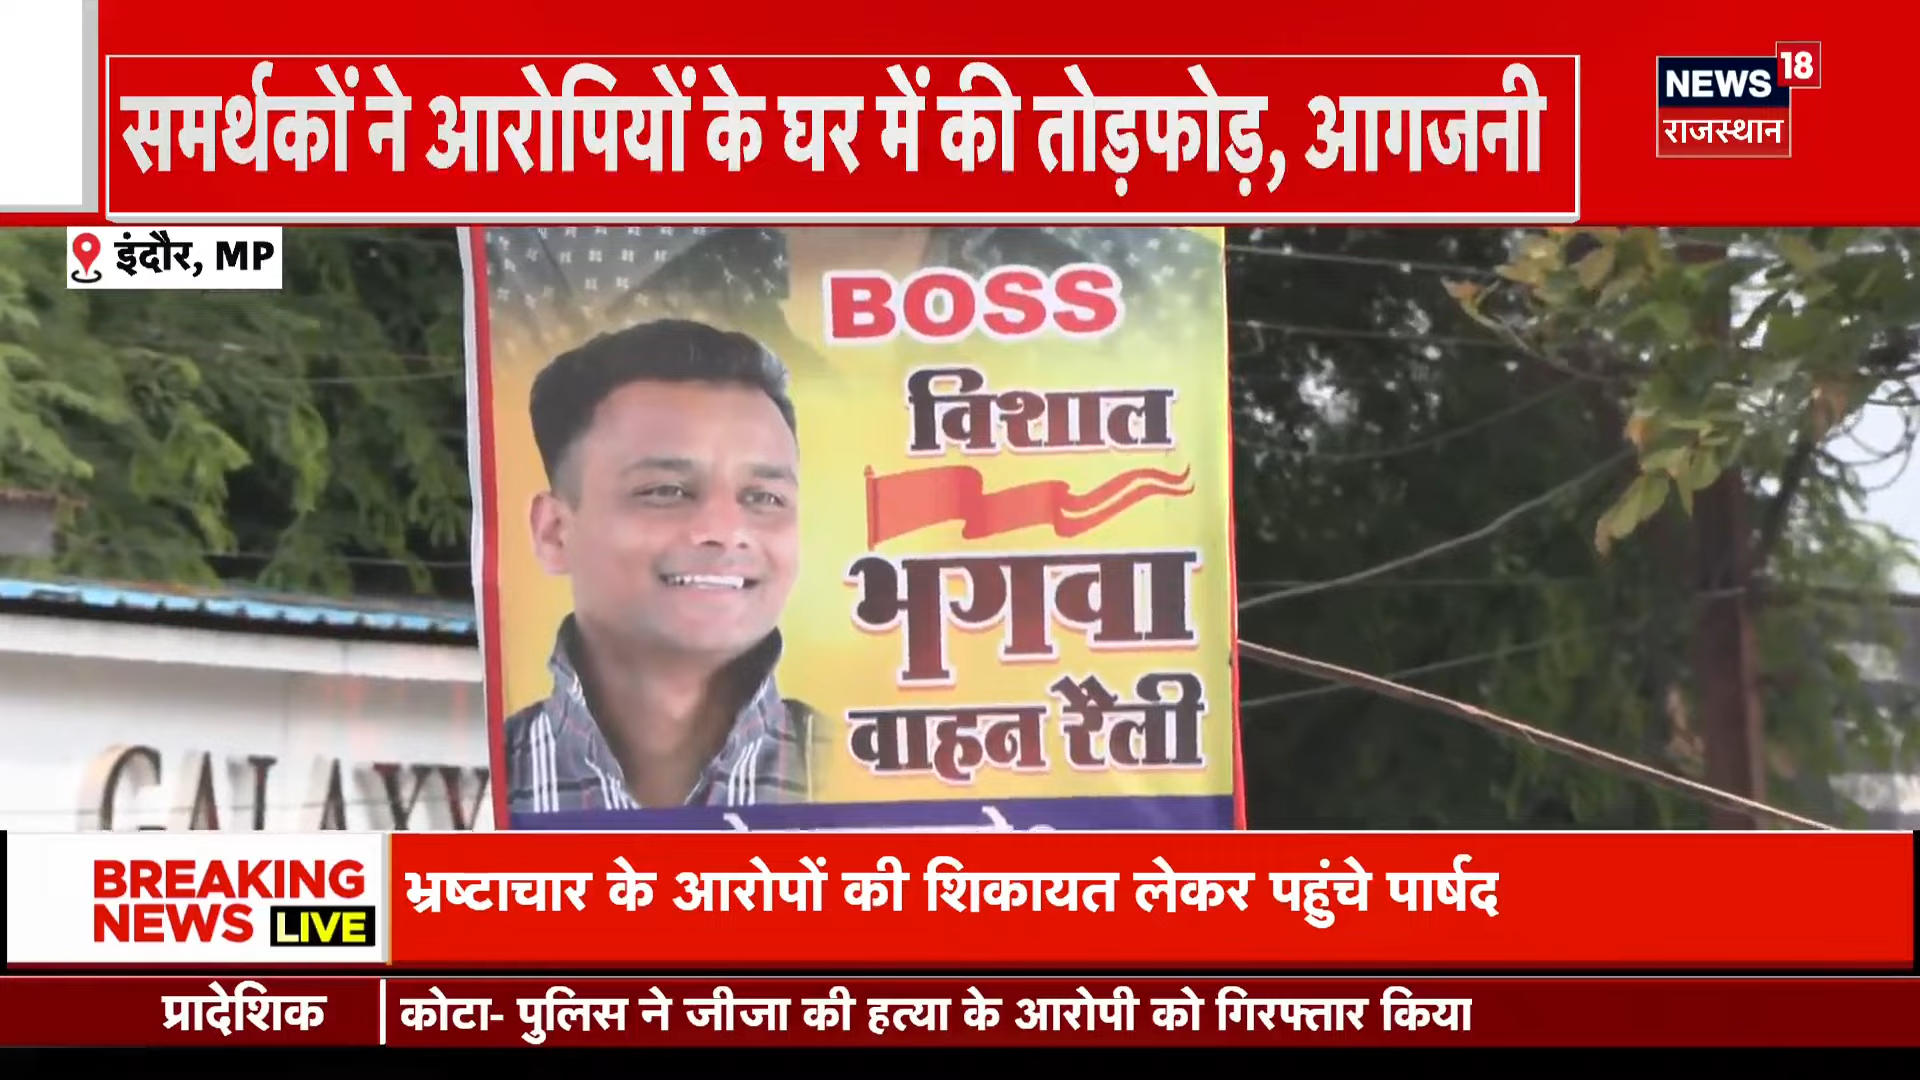 समर्थकों ने आरोपियों के घर में की तोड़फोड़, आगजनी
NEWS 18
राजस्थान
इंदौर, MP
BOSS
विशाल
भगवा
वाहन रैली
GALAXY
BREAKING
NEWS LIVE
भ्रष्टाचार के आरोपों की शिकायत लेकर पहुंचे पार्षद
प्रादेशिक
कोटा- पुलिस ने जीजा की हत्या के आरोपी को गिरफ्तार किया